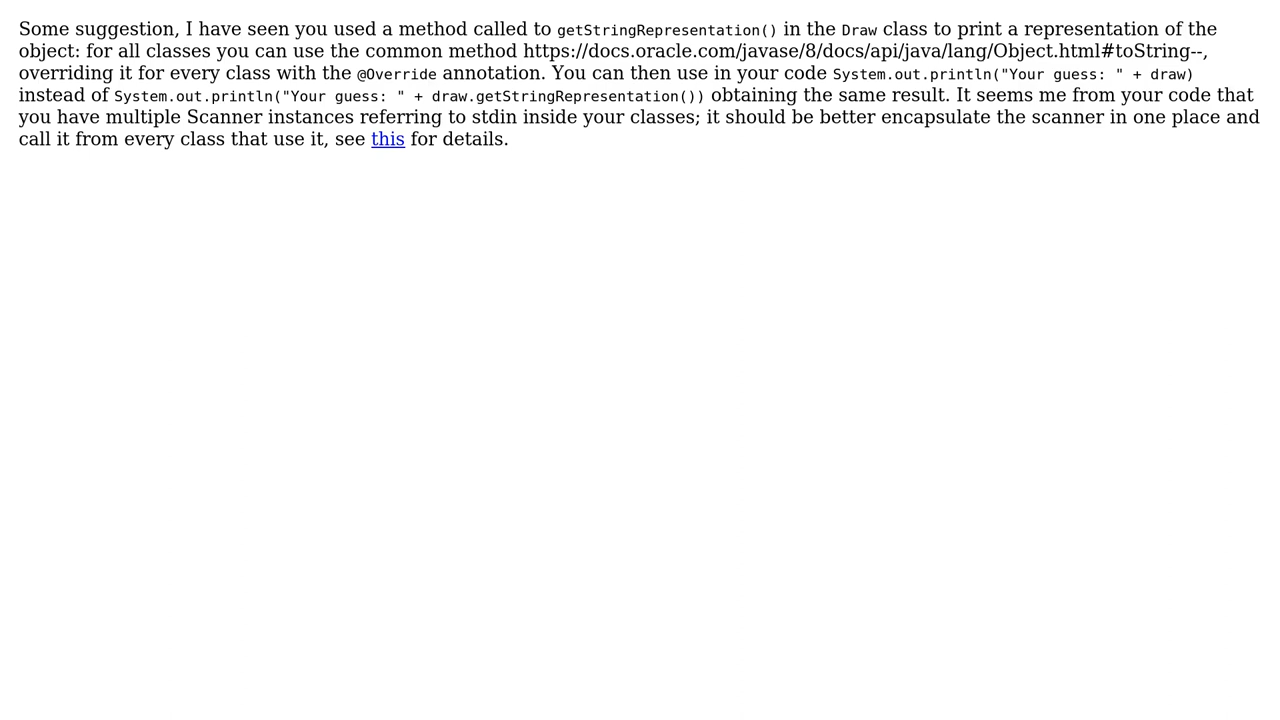 Some suggestion, I have seen you used a method called to getStringRepresentation() in the Draw class to print a representation of the
object: for all classes you can use the common method https://docs.oracle.com/javase/8/docs/api/java/lang/Object.html#toString--,
overriding it for every class with the @Override annotation. You can then use in your code System.out.println("Your guess: " + draw)
instead of System.out.println("Your guess: " + draw.getStringRepresentation()) obtaining the same result. It seems me from your code that
you have multiple Scanner instances referring to stdin inside your classes; it should be better encapsulate the scanner in one place and
call it from every class that use it, see this for details.